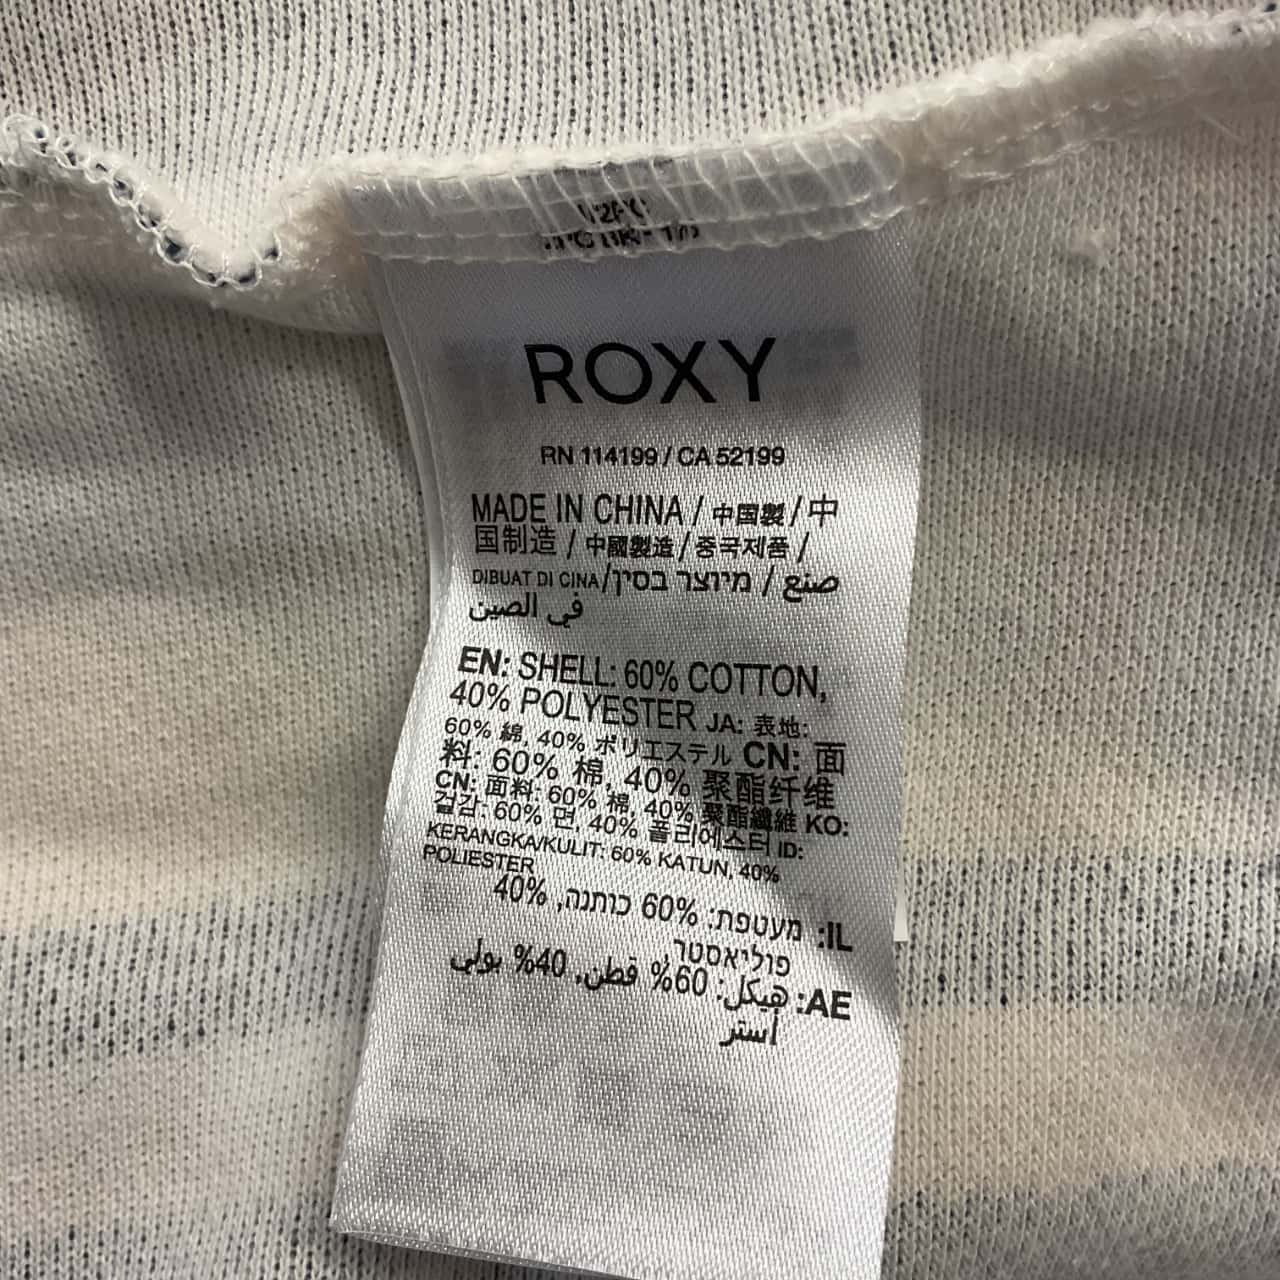 ROXY
RN 114199 / CA 52199
MADE IN CHINA / 中国製 / 中
国制造 / 中國製造 / 중국제품 /
DIBUAT DI CINA / מיוצר בסין / صنع
في الصين
EN: SHELL: 60% COTTON,
40% POLYESTER JA: 表地:
60% 綿, 40% ポリエステル CN: 面
料: 60% 棉, 40% 聚酯纤维
CN: 面料: 60% 棉, 40% 聚酯纖維 KO:
겉감: 60% 면, 40% 폴리에스터 ID:
KERANGKA/KULIT: 60% KATUN, 40%
POLIESTER
IL: מעטפת: 60% כותנה, 40%
פוליאסטר,
AE: هيكل: 60% قطن, 40% بولي
أستر